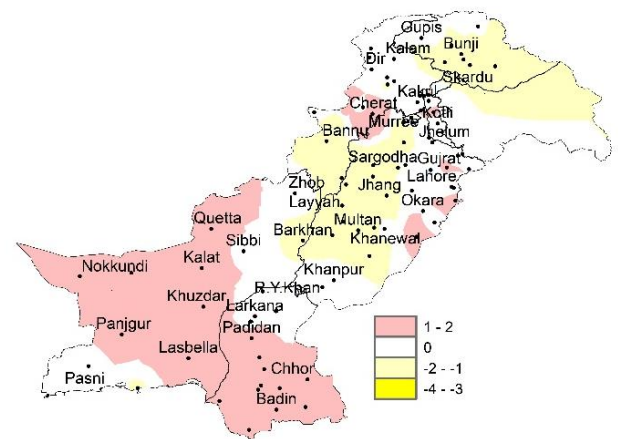 Gupis
Kalam
Bunji
Dir
Skardu
Kakul
Cherat
Kotli
Murree
Bannu
Jhelum
Sargodha
Gujrat
Zhob
Jhang
Lahore
Layyah
Okara
Quetta
Multan
Sibbi
Barkhan
Khanewal
Kalat
Nokkundi
Khanpur
R.Y.Khan
Khuzdar
Larkana
Panjgur
Padidan
1 - 2
0
Lasbella
Chhor
-2 - -1
Pasni
-4 - -3
Badin